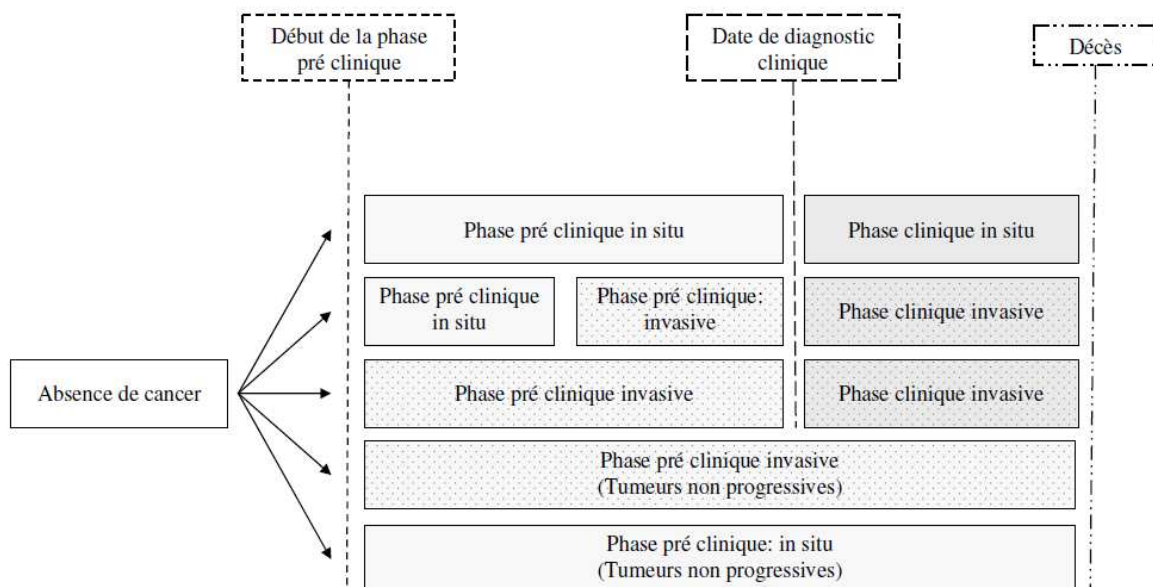 Début de la phase
pré clinique
Date de diagnostic
clinique
Décès
Phase pré clinique in situ
Phase clinique in situ
Phase pré clinique
in situ
Phase pré clinique:
invasive
Phase clinique invasive
Absence de cancer
Phase pré clinique invasive
Phase clinique invasive
Phase pré clinique invasive
(Tumeurs non progressives)
Phase pré clinique: in situ
(Tumeurs non progressives)